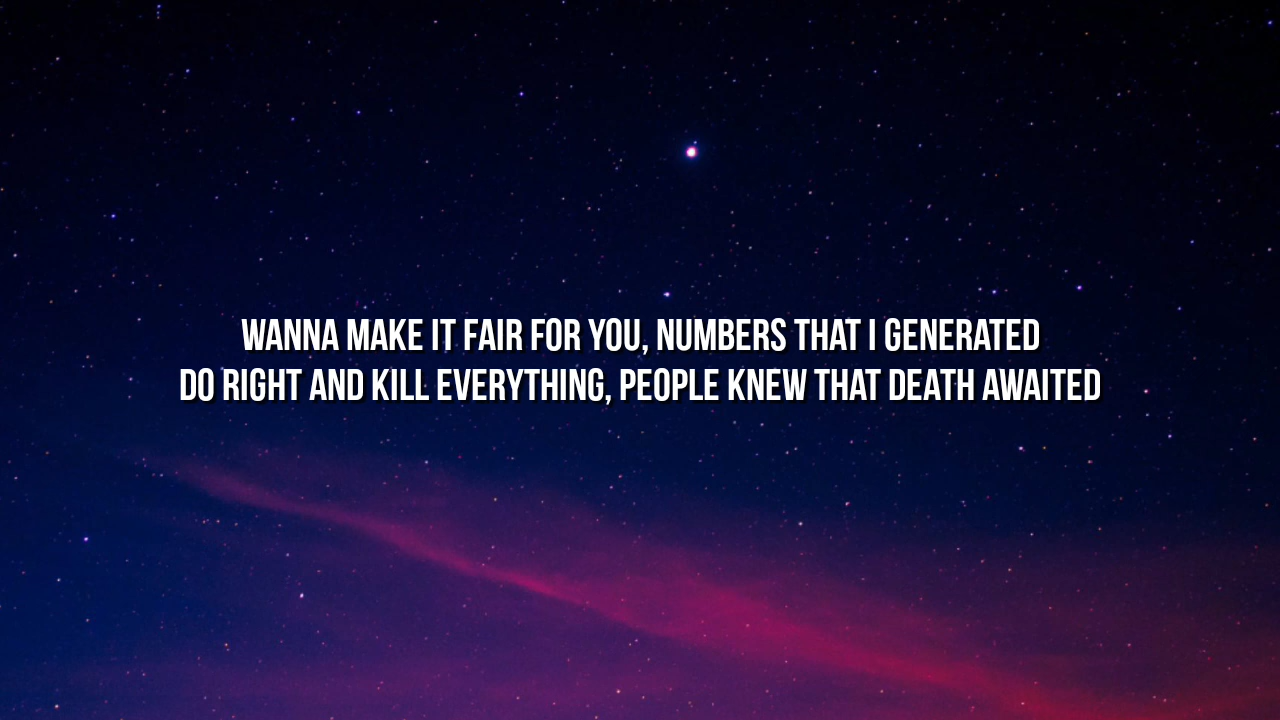 WANNA MAKE IT FAIR FOR YOU, NUMBERS THAT I GENERATED
DO RIGHT AND KILL EVERYTHING, PEOPLE KNEW THAT DEATH AWAITED